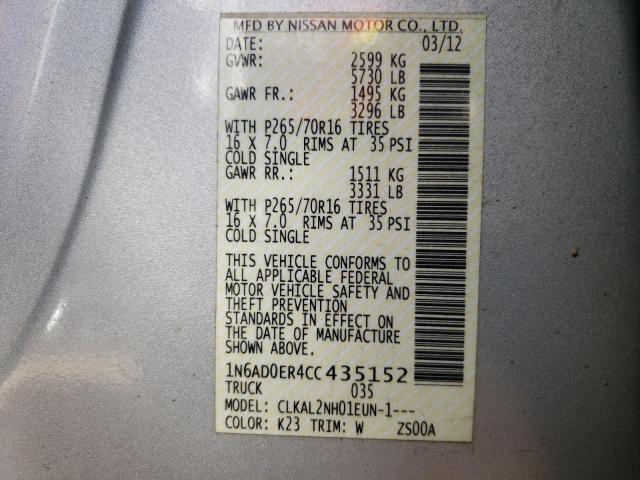 MFD BY NISSAN MOTOR CO., LTD.
DATE: 03/12
GVWR: 2599 KG
5730 LB
GAWR FR.: 1495 KG
3296 LB
WITH P265/70R16 TIRES
16 X 7.0 RIMS AT 35 PSI
COLD SINGLE
GAWR RR.: 1511 KG
3331 LB
WITH P265/70R16 TIRES
16 X 7.0 RIMS AT 35 PSI
COLD SINGLE
THIS VEHICLE CONFORMS TO
ALL APPLICABLE FEDERAL
MOTOR VEHICLE SAFETY AND
THEFT PREVENTION
STANDARDS IN EFFECT ON
THE DATE OF MANUFACTURE
SHOWN ABOVE.
1N6AD0ER4CC435152
TRUCK 035
MODEL: CLKAL2NH01EUN-1---
COLOR: K23 TRIM: W ZS00A